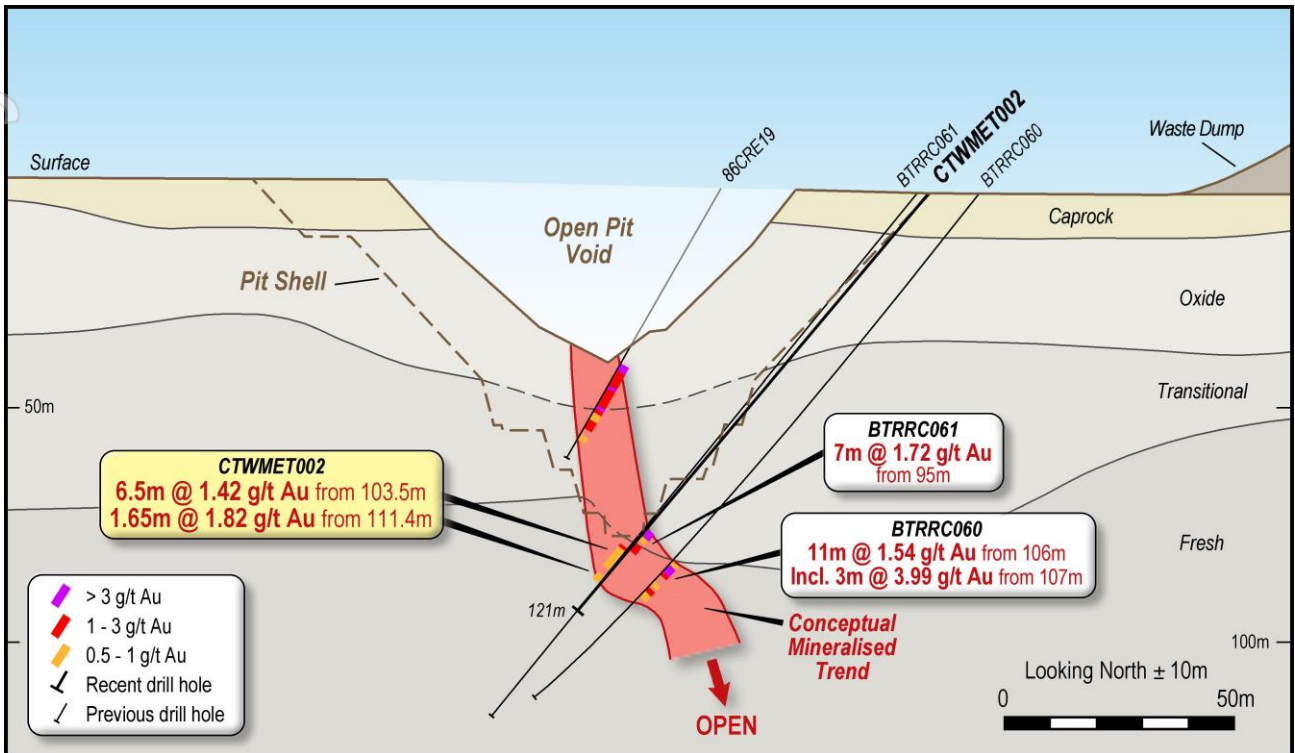 Surface
86CRE19
BTRRC061
CTWMET002
BTRRC060
Waste Dump
Open Pit
Void
Caprock
Pit Shell
Oxide
50m
Transitional
CTWMET002
6.5m @ 1.42 g/t Au from 103.5m
1.65m @ 1.82 g/t Au from 111.4m
BTRRC061
7m @ 1.72 g/t Au
from 95m
BTRRC060
11m @ 1.54 g/t Au from 106m
Incl. 3m @ 3.99 g/t Au from 107m
Fresh
> 3 g/t Au
1 - 3 g/t Au
0.5 - 1 g/t Au
Recent drill hole
Previous drill hole
121m
Conceptual
Mineralised
Trend
OPEN
100m
Looking North ± 10m
0 50m